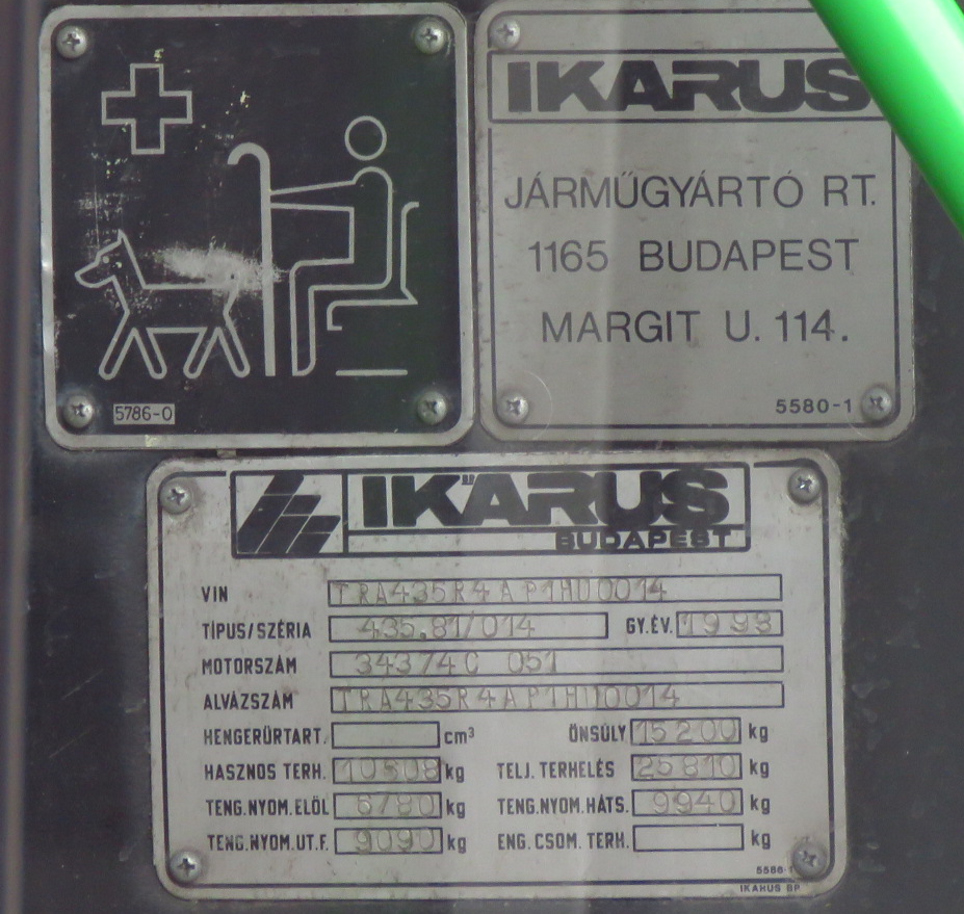 5786-0
IKARUS
JÁRMŰGYÁRTÓ RT.
1165 BUDAPEST
MARGIT U. 114.
5580-1
IKARUS
BUDAPEST
VIN TRA435R4AP1HU0014
TÍPUS/SZÉRIA 435.81/014 GY.ÉV. 1993
MOTORSZÁM 34374C 051
ALVÁZSZÁM TRA435R4AP1HU0014
HENGERŰRTART. cm³ ÖNSÚLY 15200 kg
HASZNOS TERH. kg TELJ. TERHELÉS 25810 kg
TENG.NYOM.ELÖL 6780 kg TENG.NYOM.HÁTS. 9940 kg
TENG.NYOM.UT.F. 9090 kg ENG. CSOM. TERH. kg
IKARUS BP